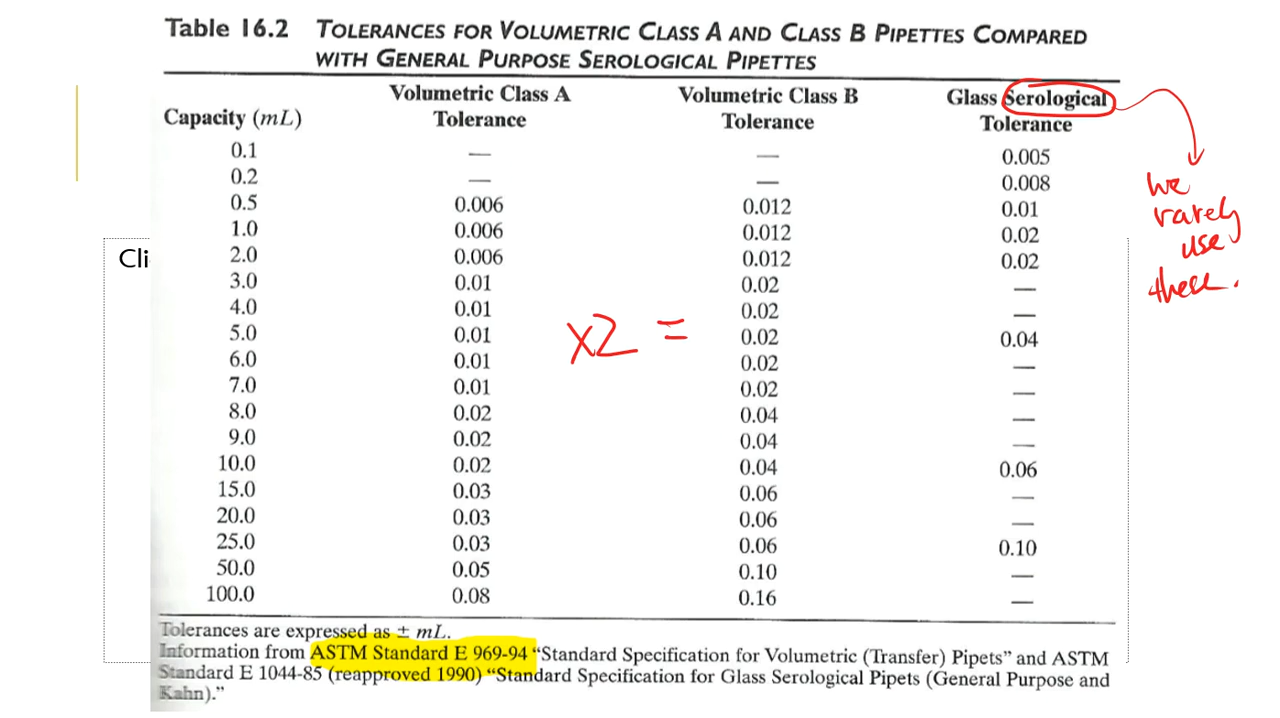 Table 16.2 TOLERANCES FOR VOLUMETRIC CLASS A AND CLASS B PIPETTES COMPARED
WITH GENERAL PURPOSE SEROLOGICAL PIPETTES
Capacity (mL) Volumetric Class A Tolerance Volumetric Class B Tolerance Glass Serological Tolerance
0.1 — — 0.005
0.2 — — 0.008
0.5 0.006 0.012 0.01
1.0 0.006 0.012 0.02
2.0 0.006 0.012 0.02
3.0 0.01 0.02 —
4.0 0.01 0.02 —
5.0 0.01 0.02 0.04
6.0 0.01 0.02 —
7.0 0.01 0.02 —
8.0 0.02 0.04 —
9.0 0.02 0.04 —
10.0 0.02 0.04 0.06
15.0 0.03 0.06 —
20.0 0.03 0.06 —
25.0 0.03 0.06 0.10
50.0 0.05 0.10 —
100.0 0.08 0.16 —
Tolerances are expressed as ± mL.
Information from ASTM Standard E 969-94 “Standard Specification for Volumetric (Transfer) Pipets” and ASTM
Standard E 1044-85 (reapproved 1990) “Standard Specification for Glass Serological Pipets (General Purpose and
Kahn).”
Cli
x2 =
we
rarely
use
these.